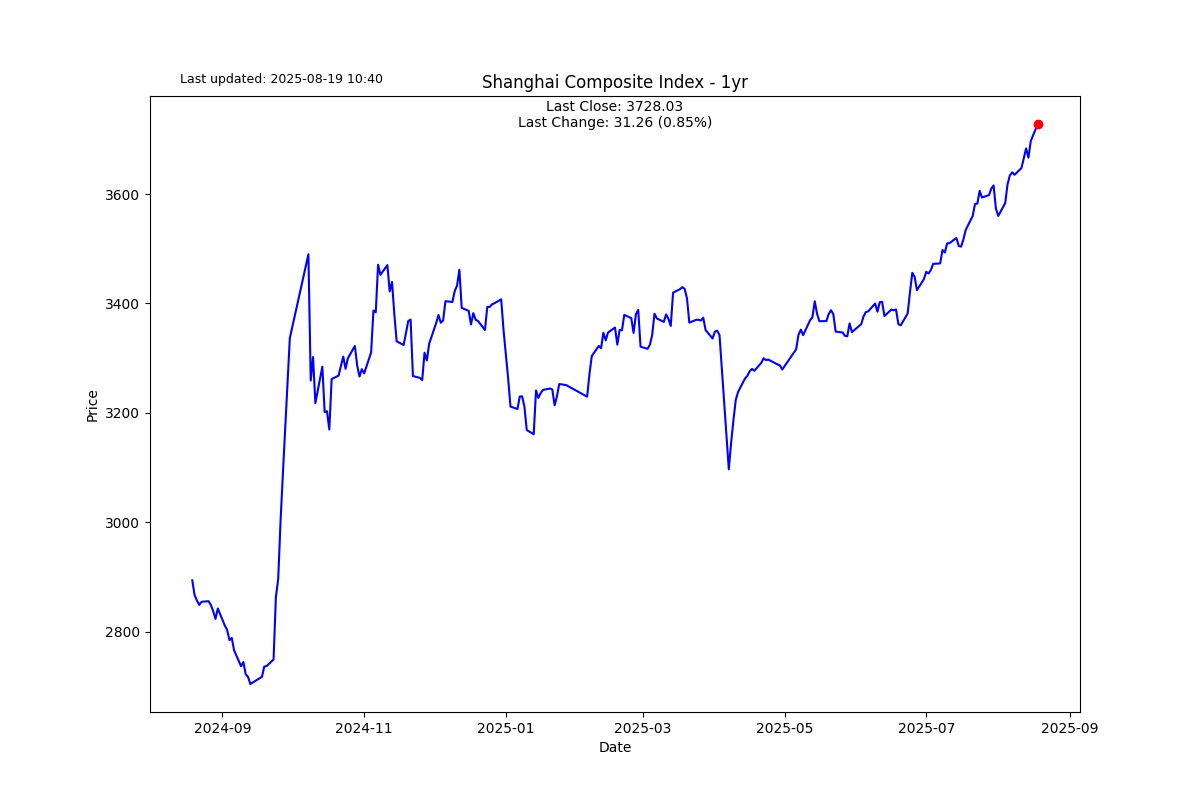 Last updated: 2025-08-19 10:40
Shanghai Composite Index - 1yr
Last Close: 3728.03
Last Change: 31.26 (0.85%)
Price
3600
3400
3200
3000
2800
2024-09 2024-11 2025-01 2025-03 2025-05 2025-07 2025-09
Date